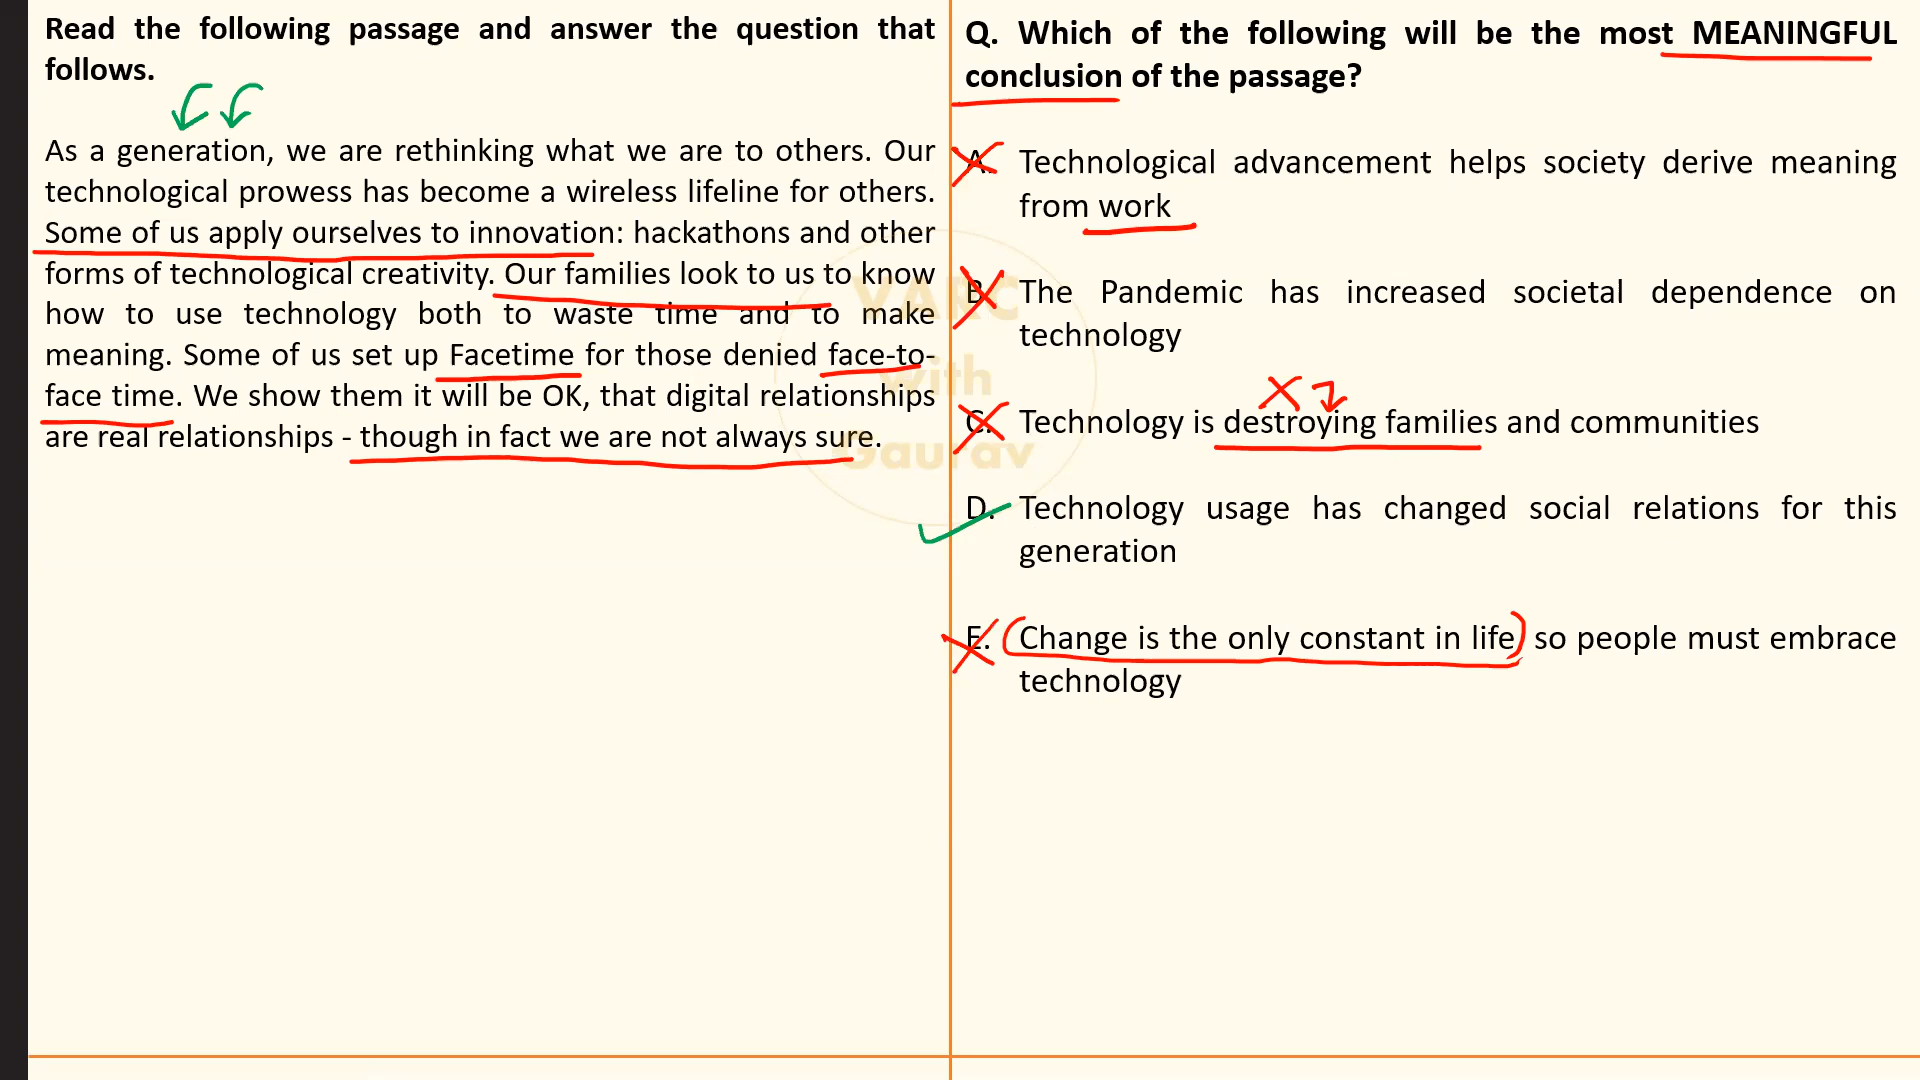 Read the following passage and answer the question that
follows.
As a generation, we are rethinking what we are to others. Our
technological prowess has become a wireless lifeline for others.
Some of us apply ourselves to innovation: hackathons and other
forms of technological creativity. Our families look to us to know
how to use technology both to waste time and to make
meaning. Some of us set up Facetime for those denied face-to-
face time. We show them it will be OK, that digital relationships
are real relationships - though in fact we are not always sure.
VARC
with
Gaurav
Q. Which of the following will be the most MEANINGFUL
conclusion of the passage?
A. Technological advancement helps society derive meaning
from work
B. The Pandemic has increased societal dependence on
technology
C. Technology is destroying families and communities
D. Technology usage has changed social relations for this
generation
E. Change is the only constant in life so people must embrace
technology